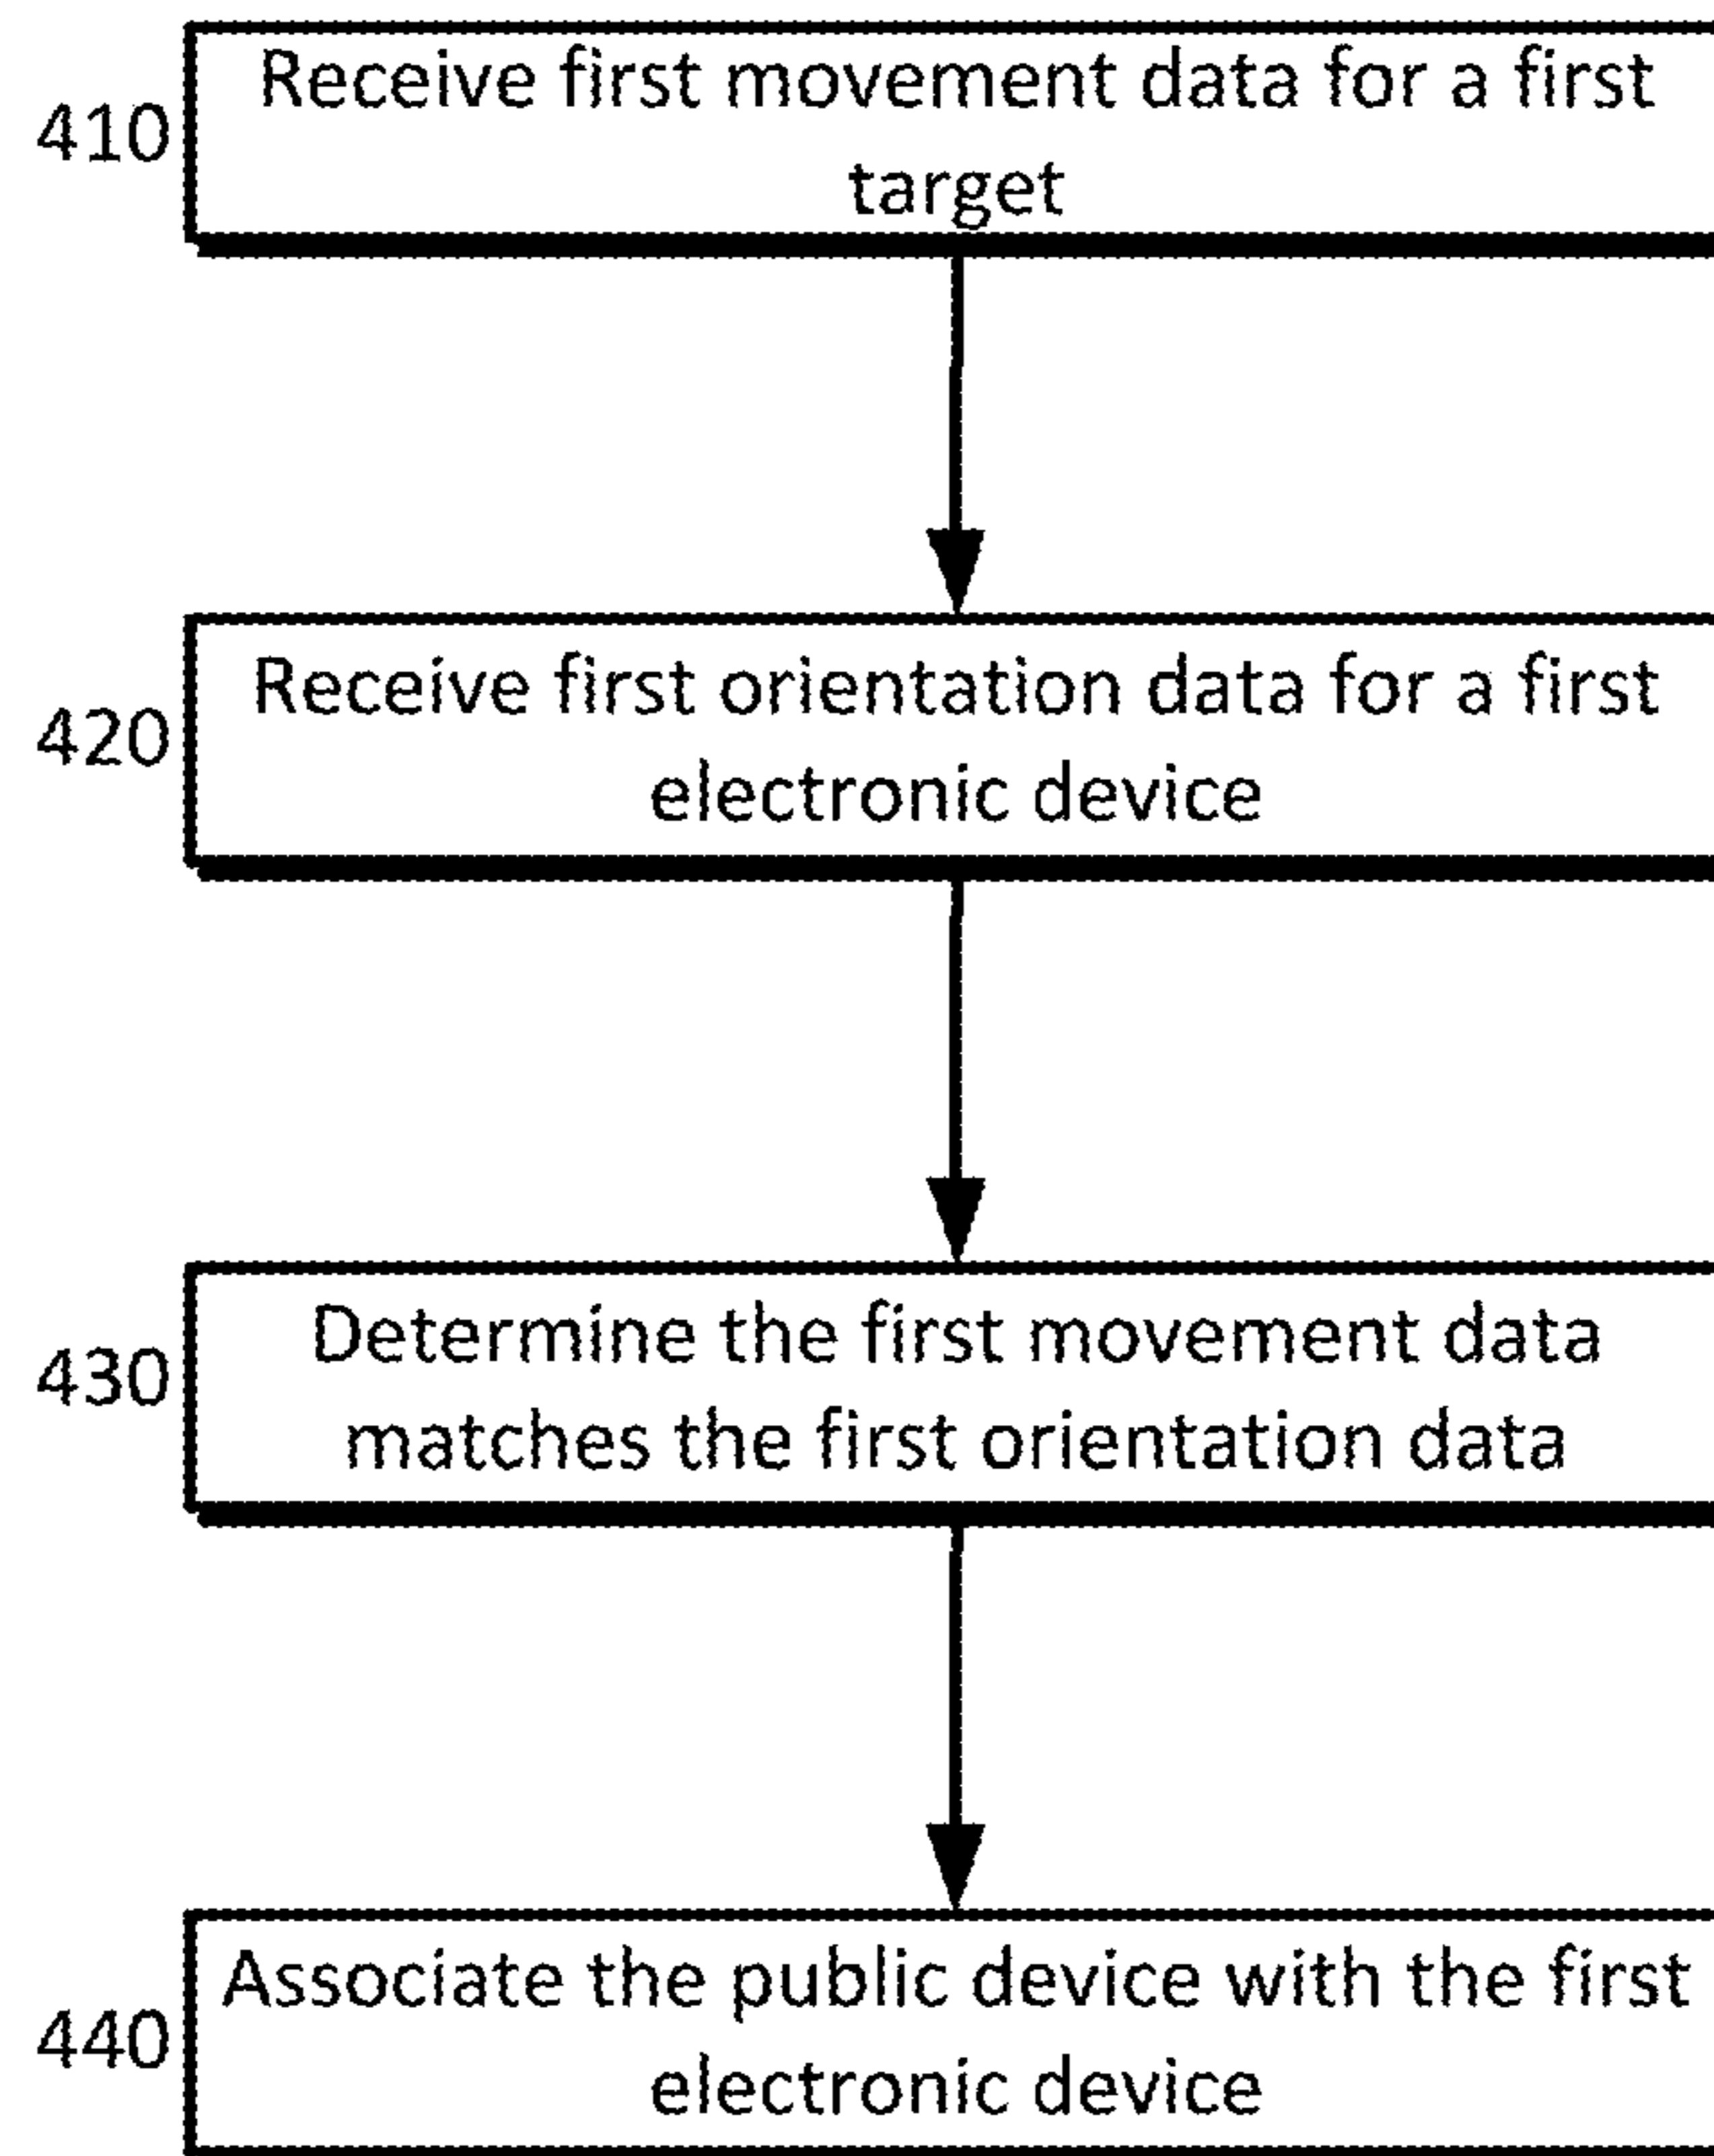 410
Receive first movement data for a first
target
420
Receive first orientation data for a first
electronic device
430
Determine the first movement data
matches the first orientation data
440
Associate the public device with the first
electronic device